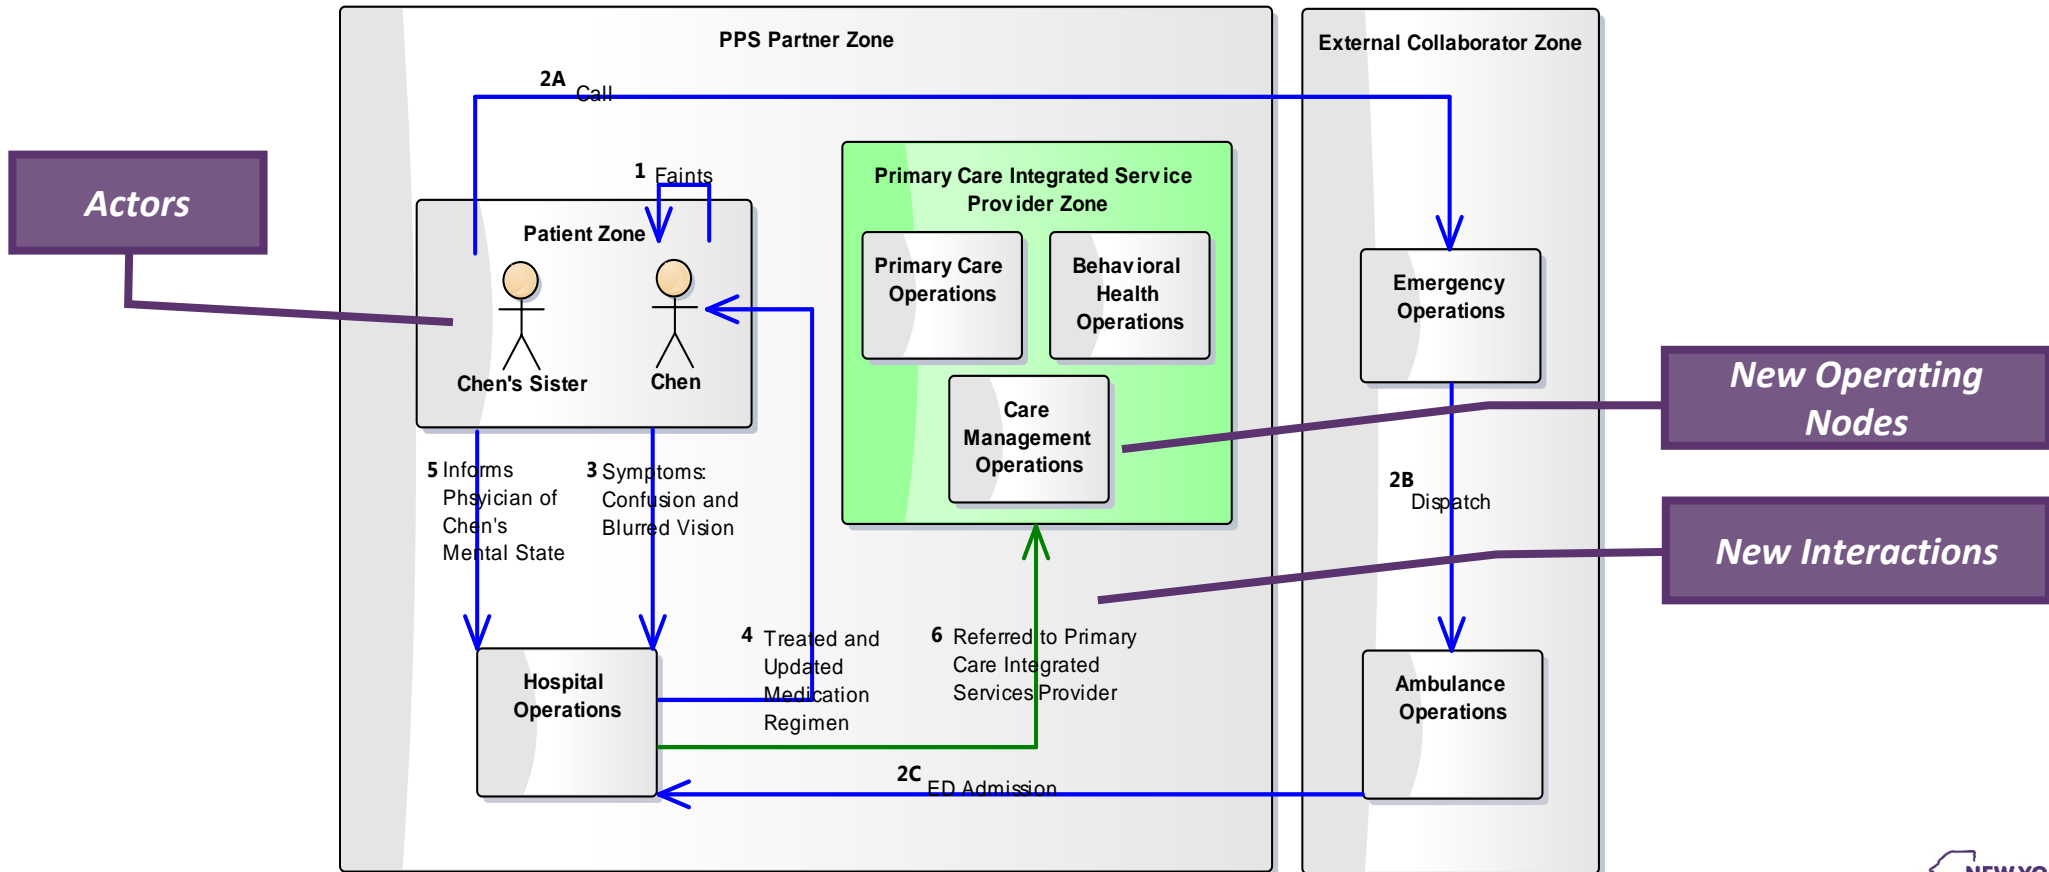 PPS Partner Zone
External Collaborator Zone
2A
Call
Actors
1 Faints
Patient Zone
Chen's Sister
Chen
Primary Care Integrated Service
Provider Zone
Primary Care
Operations
Behavioral
Health
Operations
Care
Management
Operations
Emergency
Operations
New Operating
Nodes
5 Informs
Phsyician of
Chen's
Mental State
3 Symptoms:
Confusion and
Blurred Vision
2B
Dispatch
New Interactions
4 Treated and
Updated
Medication
Regimen
6 Referred to Primary
Care Integrated
Services Provider
Hospital
Operations
Ambulance
Operations
2C
ED Admission